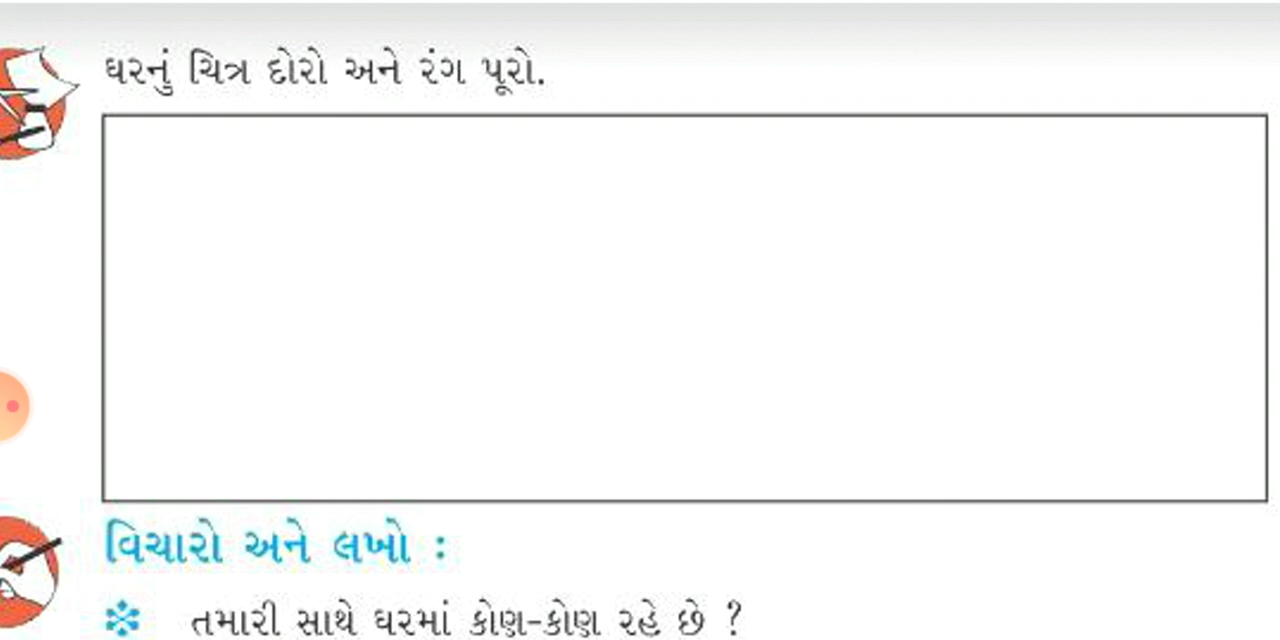 ઘરનું ચિત્ર દોરો અને રંગ પૂરો.
વિચારો અને લખો :
તમારી સાથે ઘરમાં કોણ-કોણ રહે છે ?